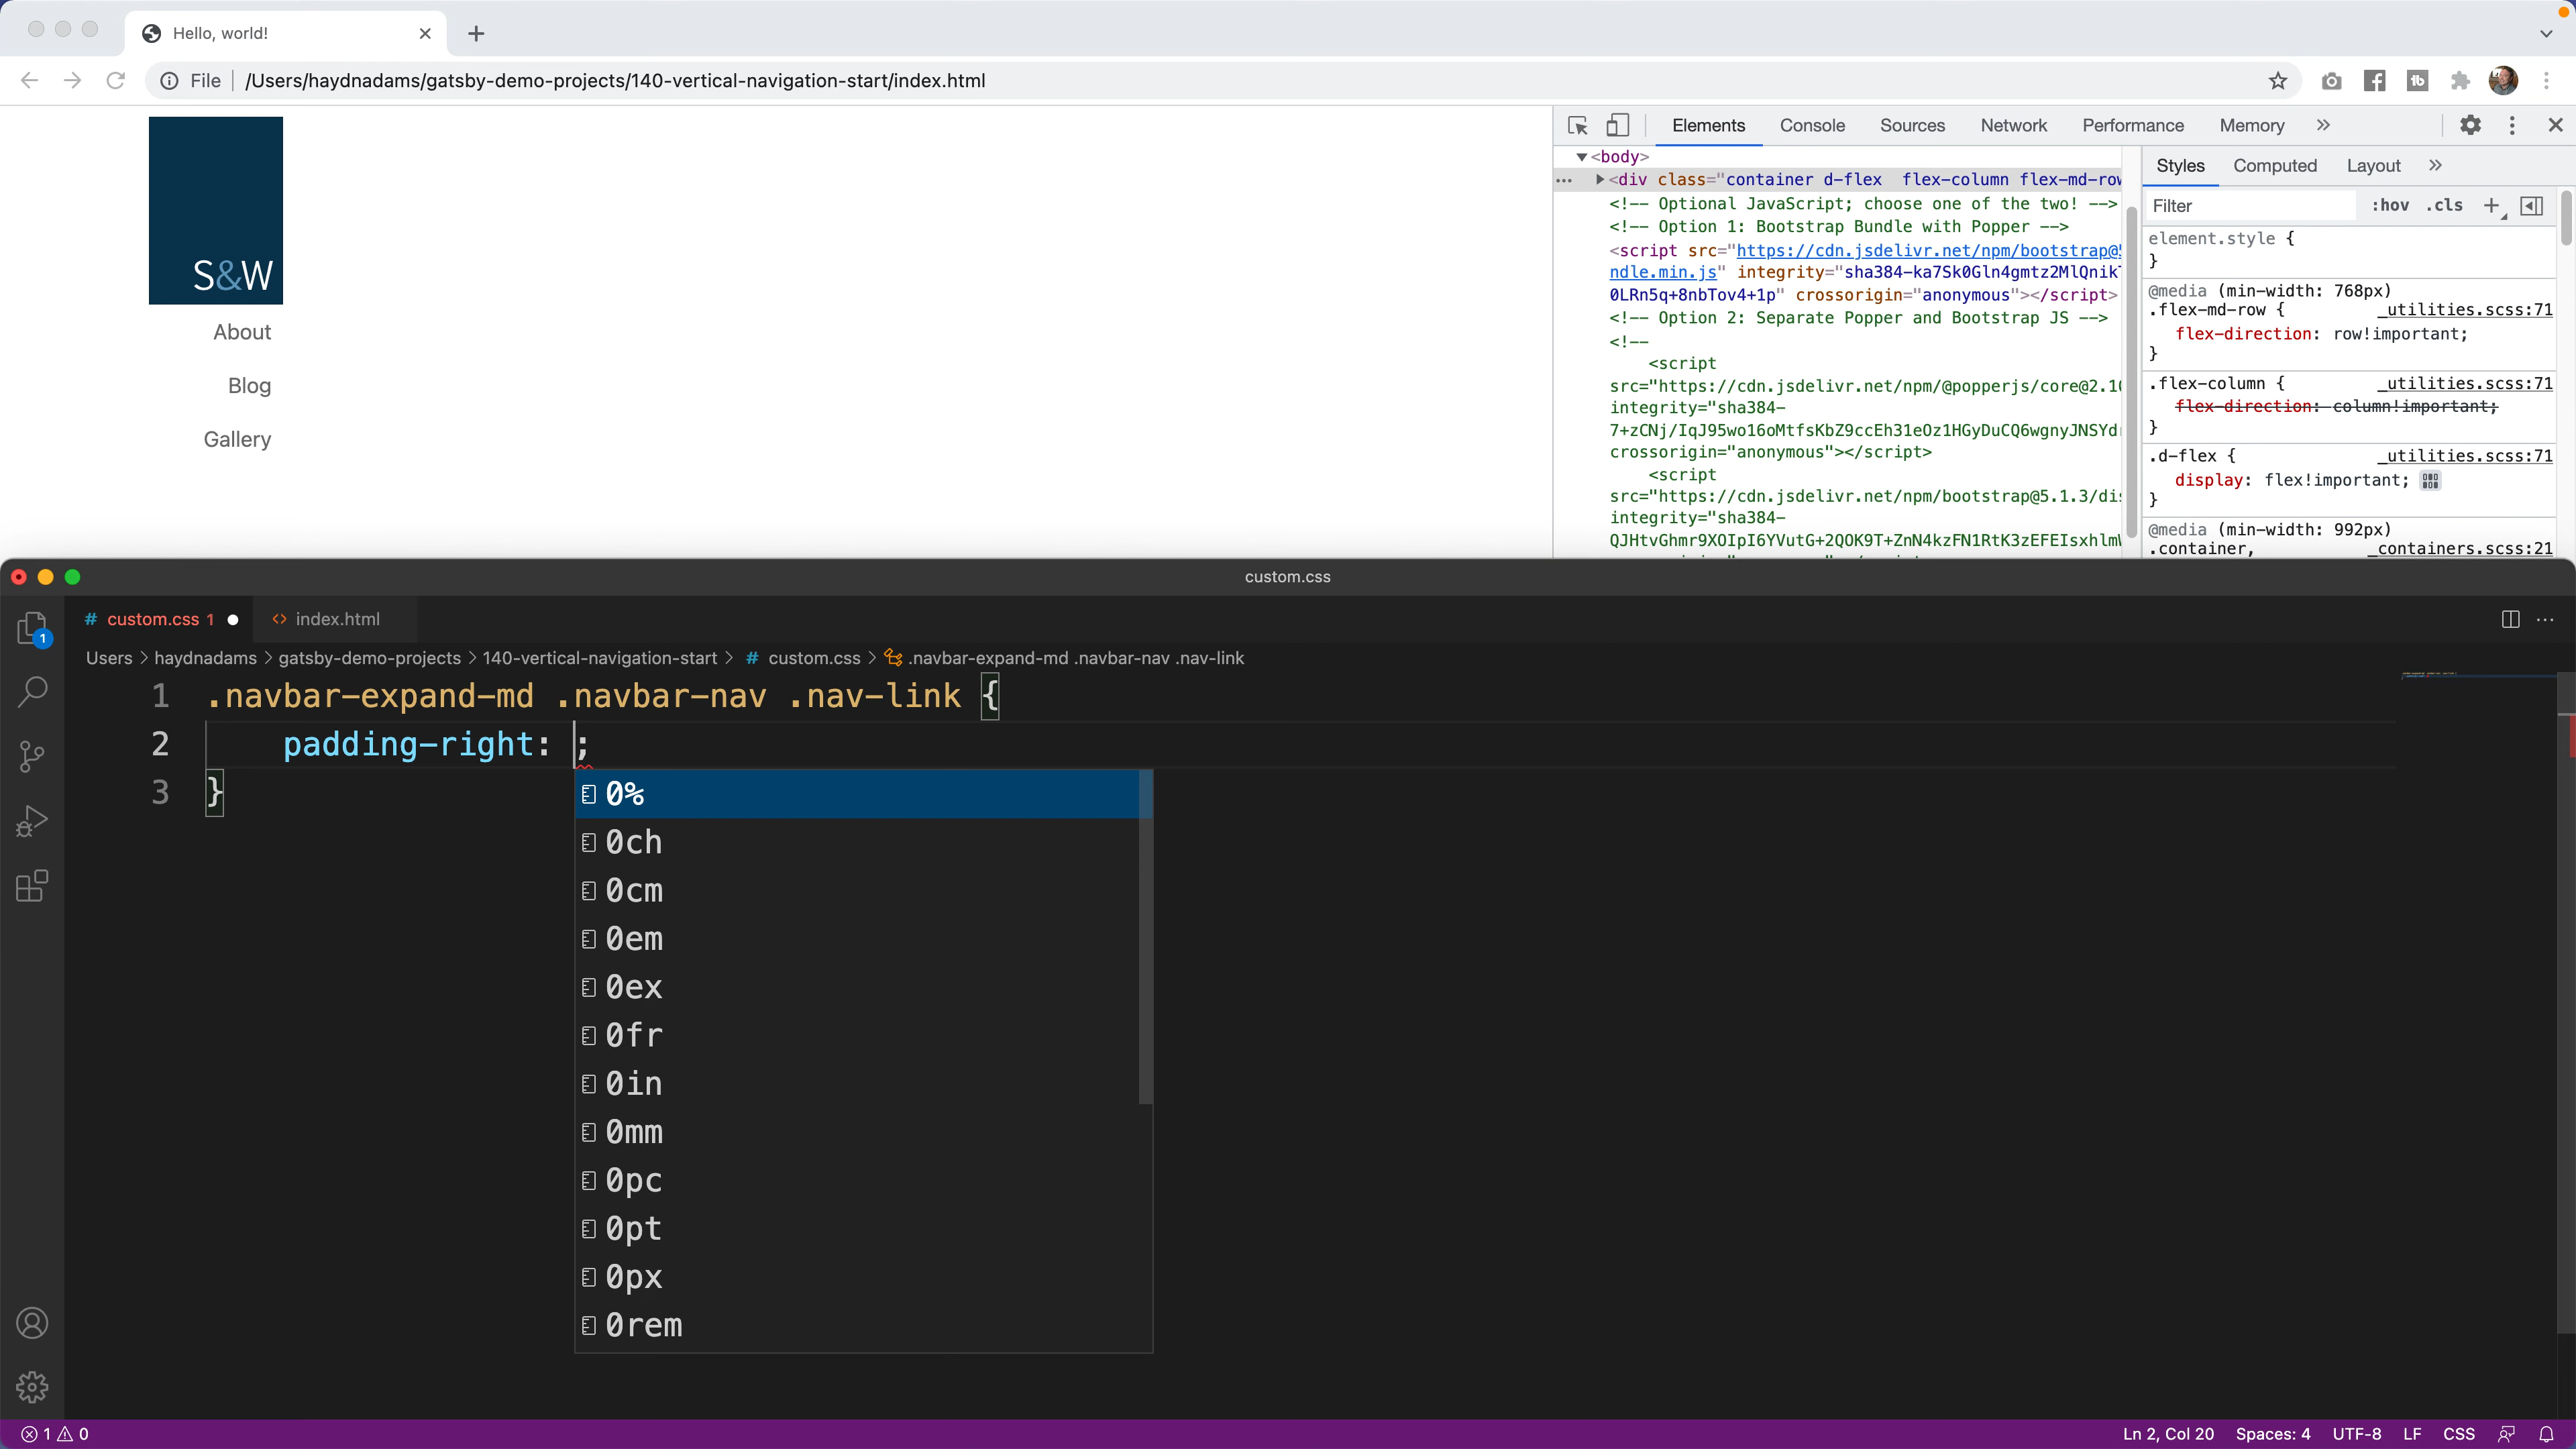 Hello, world!
File /Users/haydnadams/gatsby-demo-projects/140-vertical-navigation-start/index.html
S&W
About
Blog
Gallery
Elements Console Sources Network Performance Memory
<body>
<div class="container d-flex  flex-column flex-md-row
<!-- Optional JavaScript; choose one of the two! -->
<!-- Option 1: Bootstrap Bundle with Popper -->
<script src="https://cdn.jsdelivr.net/npm/bootstrap@5
ndle.min.js" integrity="sha384-ka7Sk0Gln4gmtz2MlQnik
0LRn5q+8nbTov4+1p" crossorigin="anonymous"></script>
<!-- Option 2: Separate Popper and Bootstrap JS -->
<!--
<script
src="https://cdn.jsdelivr.net/npm/@popperjs/core@2.10
integrity="sha384-
7+zCNj/IqJ95wo16oMtfsKbZ9ccEh31eOz1HGyDuCQ6wgnyJNSYd
crossorigin="anonymous"></script>
<script
src="https://cdn.jsdelivr.net/npm/bootstrap@5.1.3/dis
integrity="sha384-
QJHtvGhmr9XOIpI6YVutG+2QOK9T+ZnN4kzFN1RtK3zEFEIsxhlm
Styles Computed Layout
Filter :hov .cls
element.style {
}
@media (min-width: 768px)
.flex-md-row { _utilities.scss:71
flex-direction: row!important;
}
.flex-column { _utilities.scss:71
flex-direction: column!important;
}
.d-flex { _utilities.scss:71
display: flex!important;
}
@media (min-width: 992px)
.container, _containers.scss:21
custom.css
# custom.css 1 index.html
Users > haydnadams > gatsby-demo-projects > 140-vertical-navigation-start > # custom.css > .navbar-expand-md .navbar-nav .nav-link
1 .navbar-expand-md .navbar-nav .nav-link {
2 padding-right: ;
3 }
0%
0ch
0cm
0em
0ex
0fr
0in
0mm
0pc
0pt
0px
0rem
1
1 0 Ln 2, Col 20 Spaces: 4 UTF-8 LF CSS